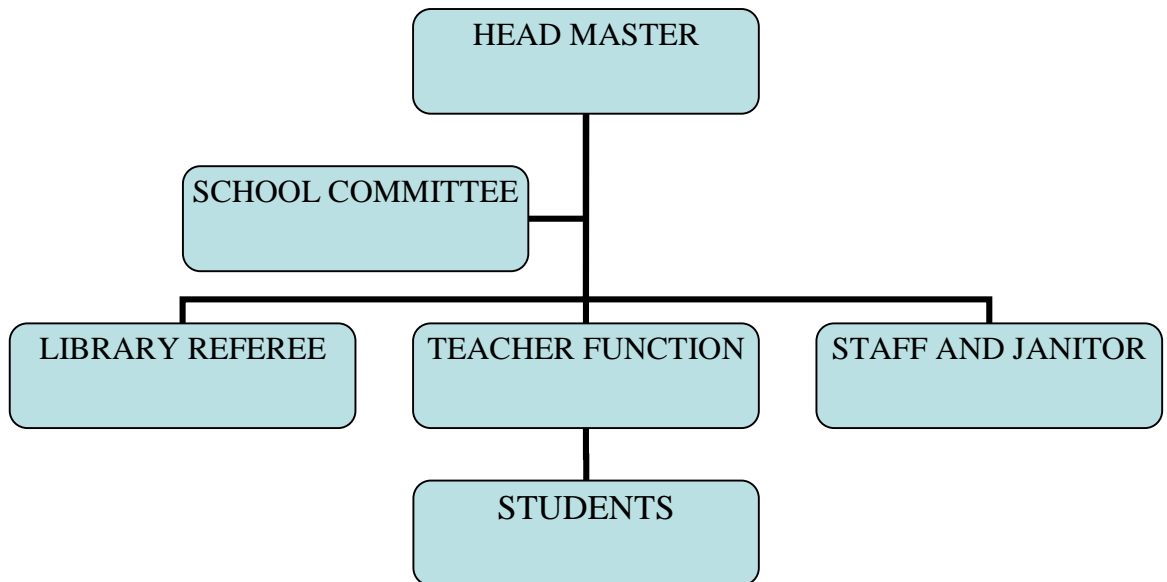 HEAD MASTER
SCHOOL COMMITTEE
LIBRARY REFEREE
TEACHER FUNCTION
STAFF AND JANITOR
STUDENTS